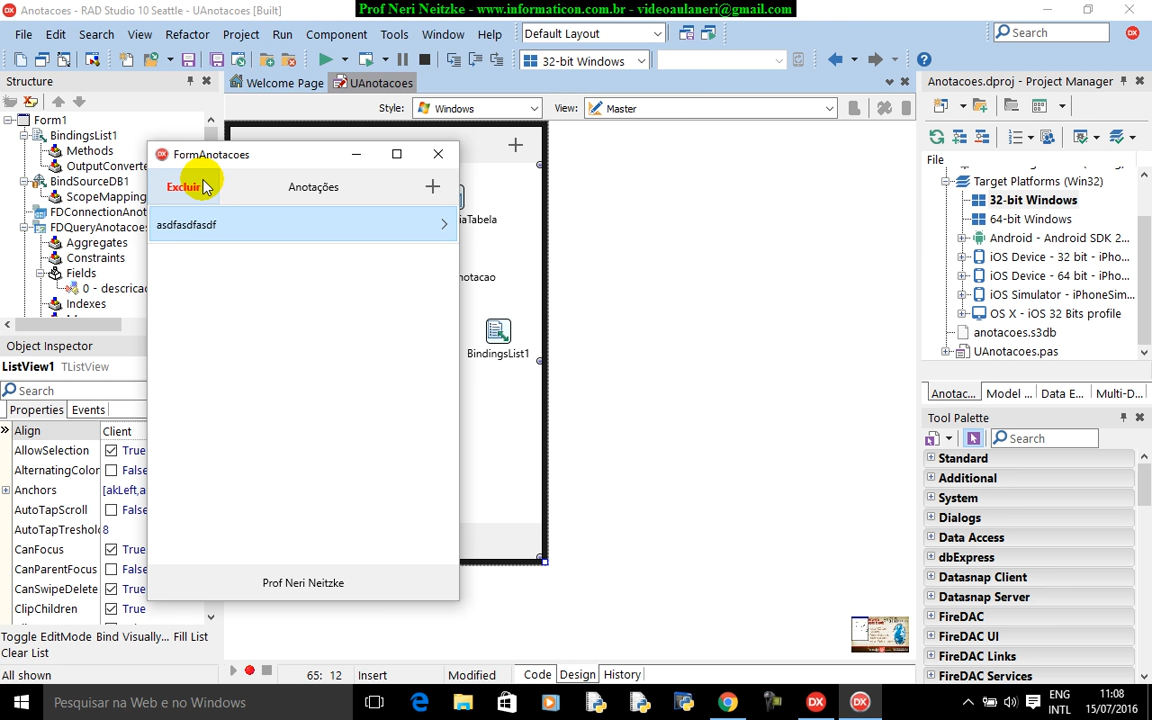 Anotacoes - RAD Studio 10 Seattle - UAnotacoes [Built]
Prof Neri Neitzke - www.informaticon.com.br - videoaulaneri@gmail.com
File Edit Search View Refactor Project Run Component Tools Window Help
Default Layout
Search
32-bit Windows
Structure
Form1
BindingsList1
Methods
OutputConverte
BindSourceDB1
ScopeMapping
FDConnectionAnot
FDQueryAnotacoe
Aggregates
Constraints
Fields
0 - descricac
Indexes
Object Inspector
ListView1 TListView
Search
Properties Events
Align Client
AllowSelection True
AlternatingColor False
Anchors [akLeft,a
AutoTapScroll False
AutoTapTreshold 8
CanFocus True
CanParentFocus False
CanSwipeDelete True
ClipChildren True
Toggle EditMode Bind Visually... Fill List
Clear List
All shown
Welcome Page UAnotacoes
Style: Windows View: Master
FormAnotacoes
Excluir Anotações
asdfasdfasdf
Prof Neri Neitzke
iaTabela
notacao
BindingsList1
65: 12 Insert Modified Code Design History
Anotacoes.dproj - Project Manager
File
Target Platforms (Win32)
32-bit Windows
64-bit Windows
Android - Android SDK 2...
iOS Device - 32 bit - iPho...
iOS Device - 64 bit - iPho...
iOS Simulator - iPhoneSim...
OS X - iOS 32 Bits profile
anotacoes.s3db
UAnotacoes.pas
Anotac... Model ... Data E... Multi-D...
Tool Palette
Search
Standard
Additional
System
Dialogs
Data Access
dbExpress
Datasnap Client
Datasnap Server
FireDAC
FireDAC UI
FireDAC Links
FireDAC Services
Pesquisar na Web e no Windows
ENG
INTL
11:08
15/07/2016